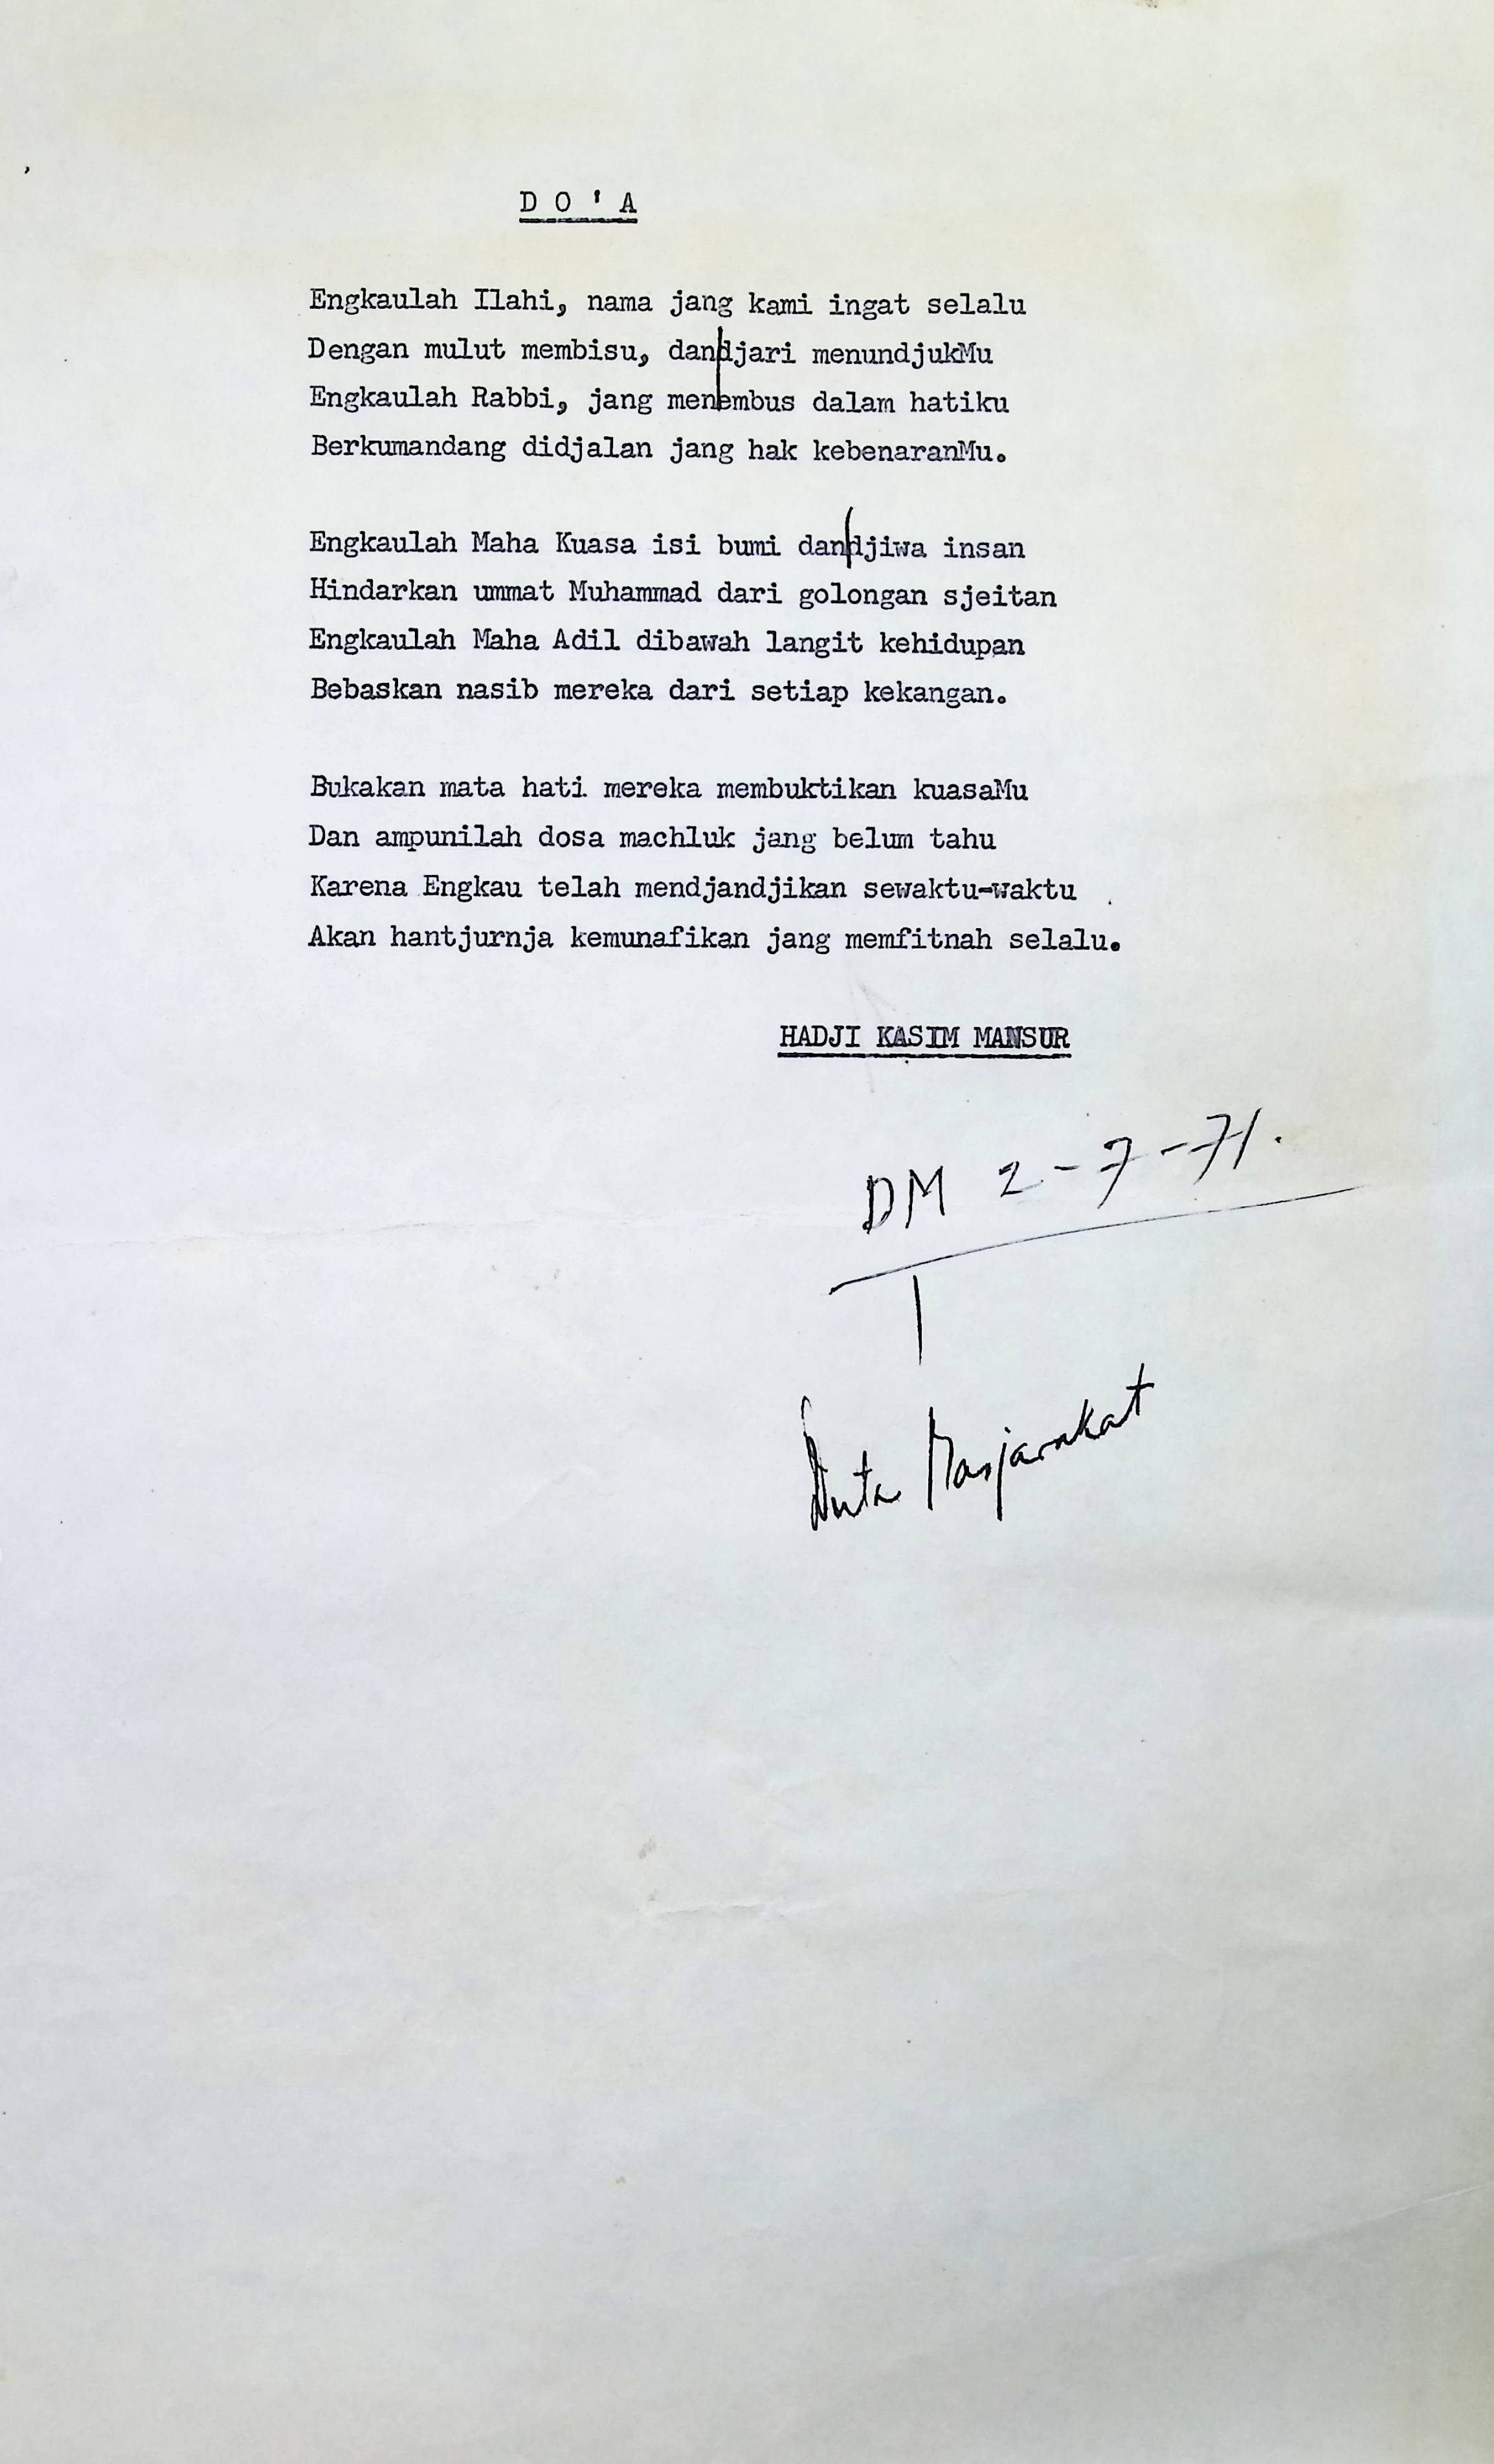 D O ' A
Engkaulah Ilahi, nama jang kami ingat selalu
Dengan mulut membisu, dan djari menundjukMu
Engkaulah Rabbi, jang menembus dalam hatiku
Berkumandang didjalan jang hak kebenaranMu.
Engkaulah Maha Kuasa isi bumi dan djiwa insan
Hindarkan ummat Muhammad dari golongan sjeitan
Engkaulah Maha Adil dibawah langit kehidupan
Bebaskan nasib mereka dari setiap kekangan.
Bukakan mata hati mereka membuktikan kuasaMu
Dan ampunilah dosa machluk jang belum tahu
Karena Engkau telah mendjandjikan sewaktu-waktu
Akan hantjurnja kemunafikan jang memfitnah selalu.
HADJI KASIM MANSUR
DM 2-7-71.
Duta Masjarakat